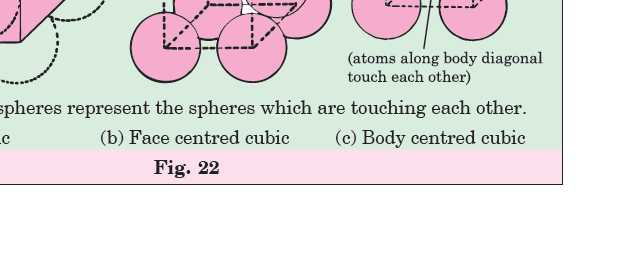 (atoms along body diagonal
touch each other)
spheres represent the spheres which are touching each other.
(b) Face centred cubic
(c) Body centred cubic
Fig. 22